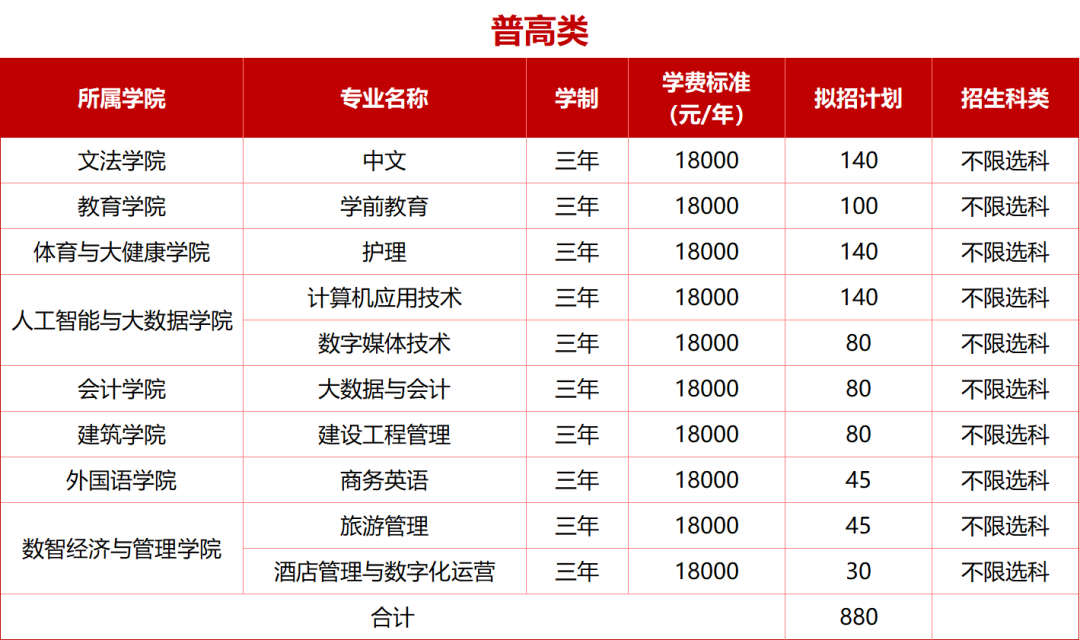 普高类
所属学院 专业名称 学制 学费标准（元/年） 拟招计划 招生科类
文法学院 中文 三年 18000 140 不限选科
教育学院 学前教育 三年 18000 100 不限选科
体育与大健康学院 护理 三年 18000 140 不限选科
人工智能与大数据学院 计算机应用技术 三年 18000 140 不限选科
数字媒体技术 三年 18000 80 不限选科
会计学院 大数据与会计 三年 18000 80 不限选科
建筑学院 建设工程管理 三年 18000 80 不限选科
外国语学院 商务英语 三年 18000 45 不限选科
数智经济与管理学院 旅游管理 三年 18000 45 不限选科
酒店管理与数字化运营 三年 18000 30 不限选科
合计 880